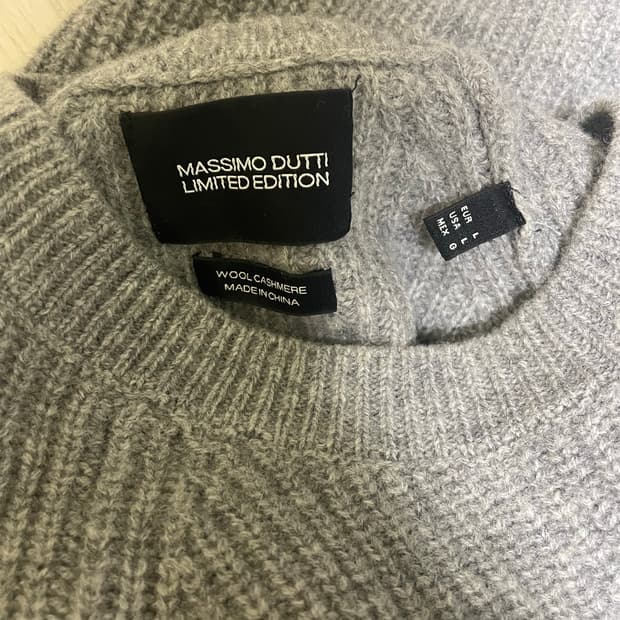 MASSIMO DUTTI
LIMITED EDITION
WOOL CASHMERE
MADE IN CHINA
EUR L
USA L
MEX G